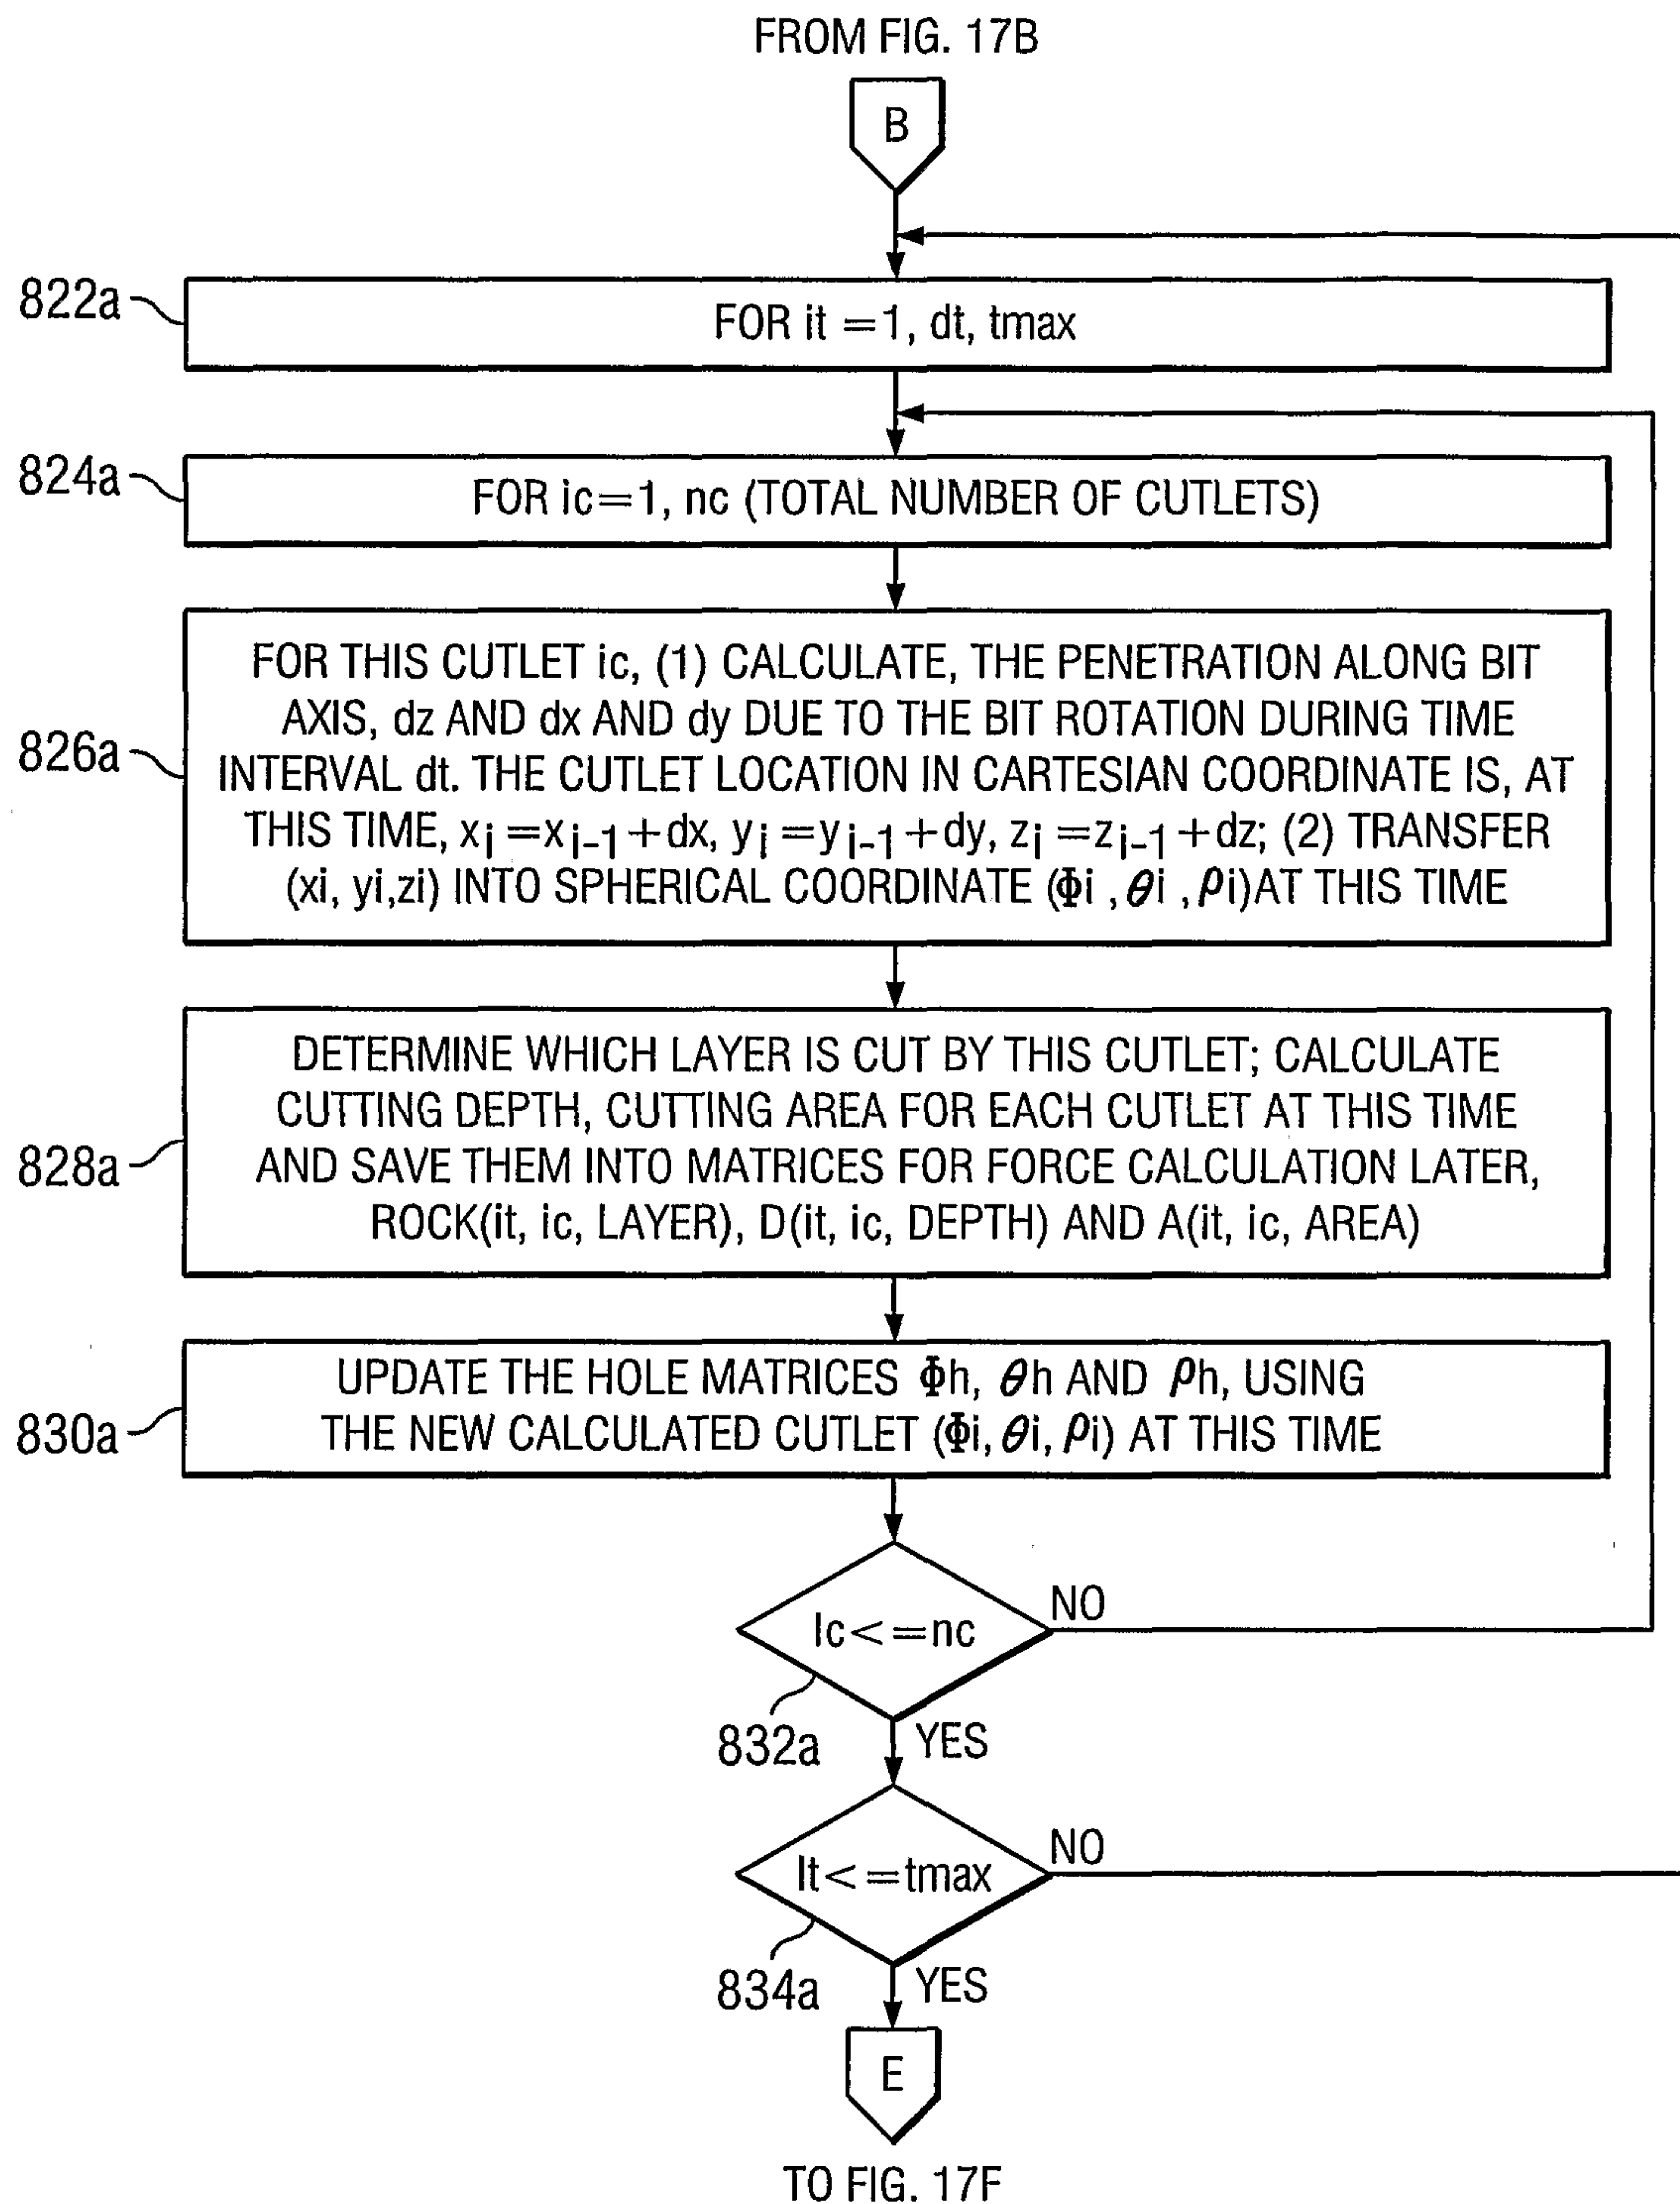 FROM FIG. 17B
B
822a
FOR it =1, dt, tmax
824a
FOR ic=1, nc (TOTAL NUMBER OF CUTLETS)
826a
FOR THIS CUTLET ic, (1) CALCULATE, THE PENETRATION ALONG BIT
AXIS, dz AND dx AND dy DUE TO THE BIT ROTATION DURING TIME
INTERVAL dt. THE CUTLET LOCATION IN CARTESIAN COORDINATE IS, AT
THIS TIME, xᵢ =xᵢ₋₁+dx, yᵢ =yᵢ₋₁+dy, zᵢ =zᵢ₋₁+dz; (2) TRANSFER
(xi, yi,zi) INTO SPHERICAL COORDINATE (Φi ,θi ,ρi)AT THIS TIME
828a
DETERMINE WHICH LAYER IS CUT BY THIS CUTLET; CALCULATE
CUTTING DEPTH, CUTTING AREA FOR EACH CUTLET AT THIS TIME
AND SAVE THEM INTO MATRICES FOR FORCE CALCULATION LATER,
ROCK(it, ic, LAYER), D(it, ic, DEPTH) AND A(it, ic, AREA)
830a
UPDATE THE HOLE MATRICES Φh, θh AND ρh, USING
THE NEW CALCULATED CUTLET (Φi, θi, ρi) AT THIS TIME
Ic<=nc
NO
832a
YES
It<=tmax
NO
834a
YES
E
TO FIG. 17F